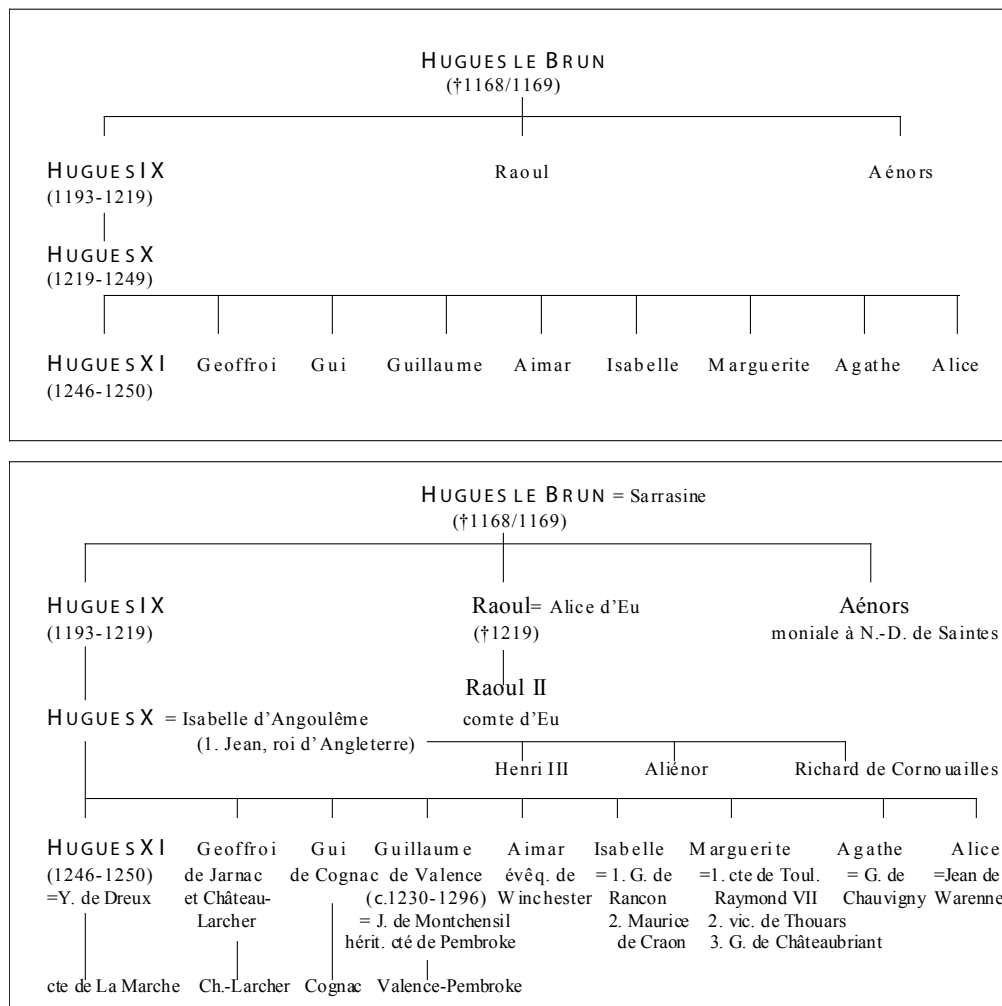 HUGUES LE BRUN
(†1168/1169)
HUGUES IX Raoul Aénors
(1193-1219)
HUGUES X
(1219-1249)
HUGUES XI Geoffroi Gui Guillaume Aimar Isabelle Marguerite Agathe Alice
(1246-1250)
HUGUES LE BRUN = Sarrasine
(†1168/1169)
HUGUES IX Raoul= Alice d'Eu Aénors
(1193-1219) (†1219) moniale à N.-D. de Saintes
Raoul II
HUGUES X = Isabelle d'Angoulême comte d'Eu
(1. Jean, roi d'Angleterre)
Henri III Aliénor Richard de Cornouailles
HUGUES XI Geoffroi Gui Guillaume Aimar Isabelle Marguerite Agathe Alice
(1246-1250) de Jarnac de Cognac de Valence évêq. de = 1. G. de =1. cte de Toul. = G. de =Jean de
=Y. de Dreux et Château- (c.1230-1296) Winchester Rancon Raymond VII Chauvigny Warenne
Larcher = J. de Montchensil 2. Maurice 2. vic. de Thouars
hérit. cté de Pembroke de Craon 3. G. de Châteaubriant
cte de La Marche Ch.-Larcher Cognac Valence-Pembroke